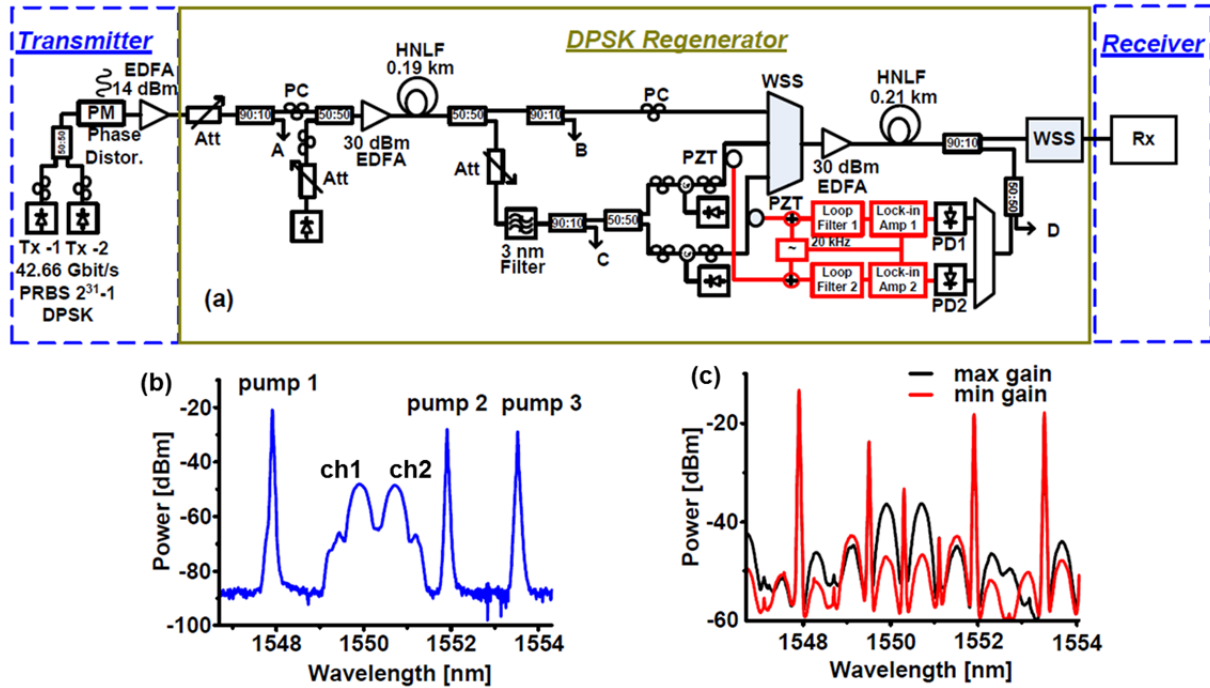 Transmitter
DPSK Regenerator
Receiver
EDFA
14 dBm
PM
Phase
Distor.
50:50
Tx -1 Tx -2
42.66 Gbit/s
PRBS 2³¹-1
DPSK
Att
90:10
A
PC
50:50
Att
30 dBm
EDFA
HNLF
0.19 km
50:50
90:10
B
PC
Att
3 nm
Filter
90:10
C
50:50
PZT
PZT
WSS
30 dBm
EDFA
HNLF
0.21 km
90:10
WSS
Rx
50:50
D
Loop
Filter 1
Lock-in
Amp 1
PD1
20 kHz
~
Loop
Filter 2
Lock-in
Amp 2
PD2
(a)
(b)
pump 1
pump 2
pump 3
ch1
ch2
Power [dBm]
-20
-40
-60
-80
-100
1548
1550
1552
1554
Wavelength [nm]
(c)
max gain
min gain
Power [dBm]
-20
-40
-60
1548
1550
1552
1554
Wavelength [nm]